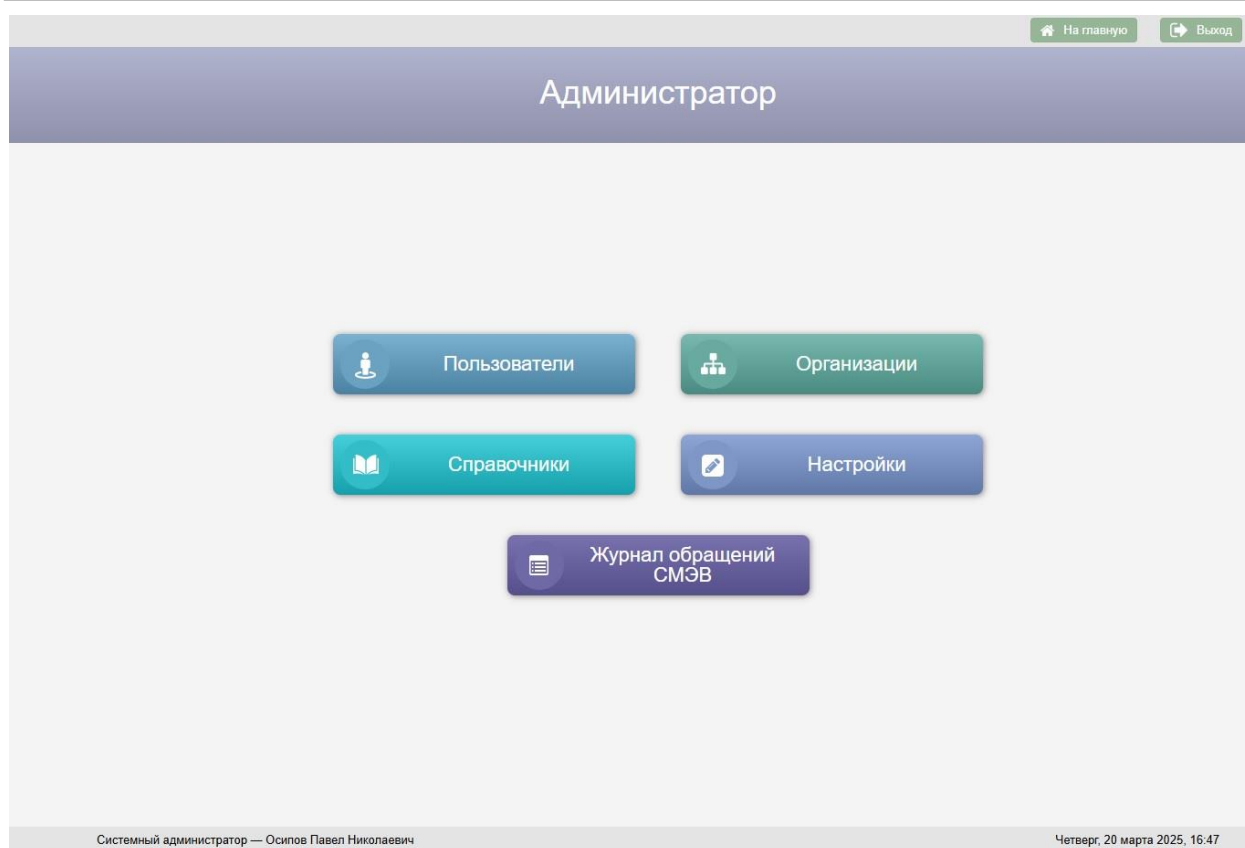 На главную
Выход
Администратор
Пользователи
Организации
Справочники
Настройки
Журнал обращений
СМЭВ
Системный администратор — Осипов Павел Николаевич
Четверг, 20 марта 2025, 16:47